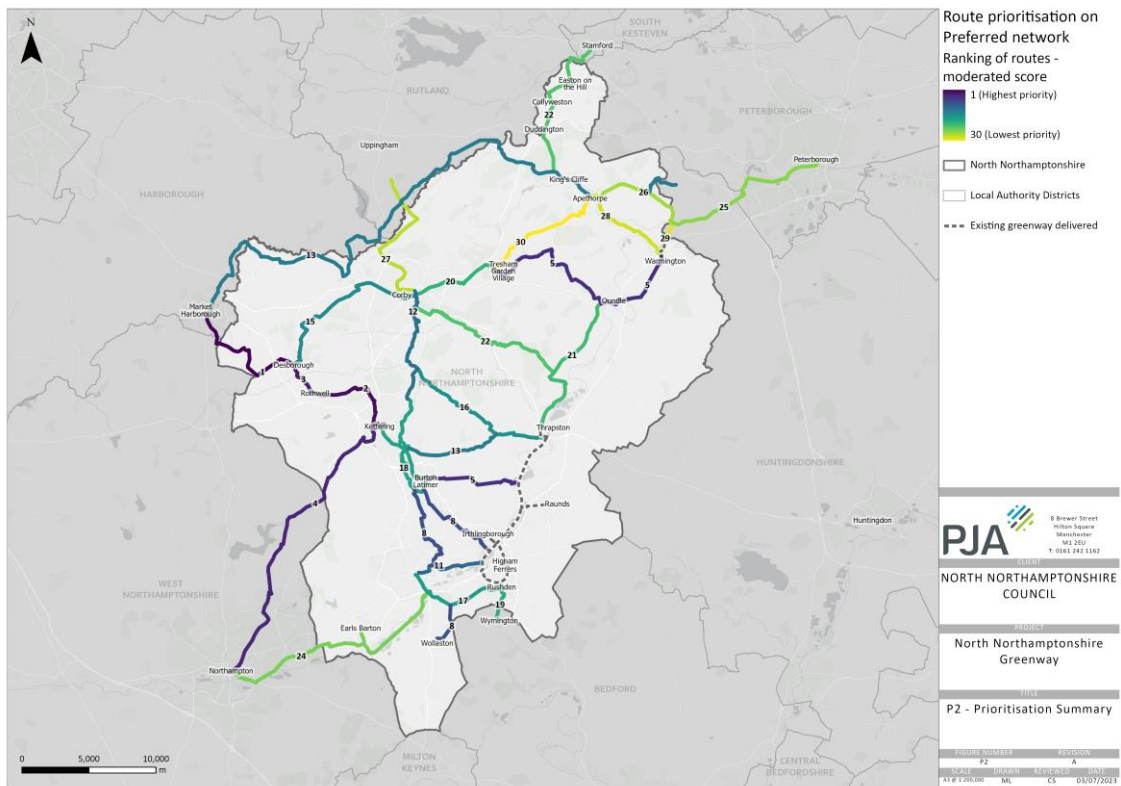 N
SOUTH
KESTEVEN
Stamford
Easton on
the Hill
Collyweston
22
Duddington
RUTLAND
PETERBOROUGH
Uppingham
Peterborough
King's Cliffe
HARBOROUGH
Apethorpe
26
25
28
29
30
13
27
Warmington
Tresham
Garden
Village
5
20
5
Corby
Oundle
12
Market
Harborough
15
22
21
Desborough
1
3
Rothwell
2
NORTH
NORTHAMPTONSHIRE
16
Kettering
Thrapston
13
18
HUNTINGDONSHIRE
Burton
Latimer
5
4
Raunds
8
Huntingdon
8
Irthlingborough
11
Higham
Ferrers
WEST
NORTHAMPTONSHIRE
Rushden
17
19
Earls Barton
8
Wymington
Wollaston
24
Northampton
BEDFORD
MILTON
KEYNES
CENTRAL
BEDFORDSHIRE
0
5,000
10,000
m
Route prioritisation on
Preferred network
Ranking of routes -
moderated score
1 (Highest priority)
30 (Lowest priority)
North Northamptonshire
Local Authority Districts
Existing greenway delivered
PJA
8 Brewer Street
Hilton Square
Manchester
M1 2EU
T: 0161 242 1162
CLIENT
NORTH NORTHAMPTONSHIRE
COUNCIL
PROJECT
North Northamptonshire
Greenway
TITLE
P2 - Prioritisation Summary
FIGURE NUMBER
REVISION
P2
A
SCALE
DRAWN
REVIEWED
DATE
A3 @ 1:200,000
ML
CS
03/07/2023